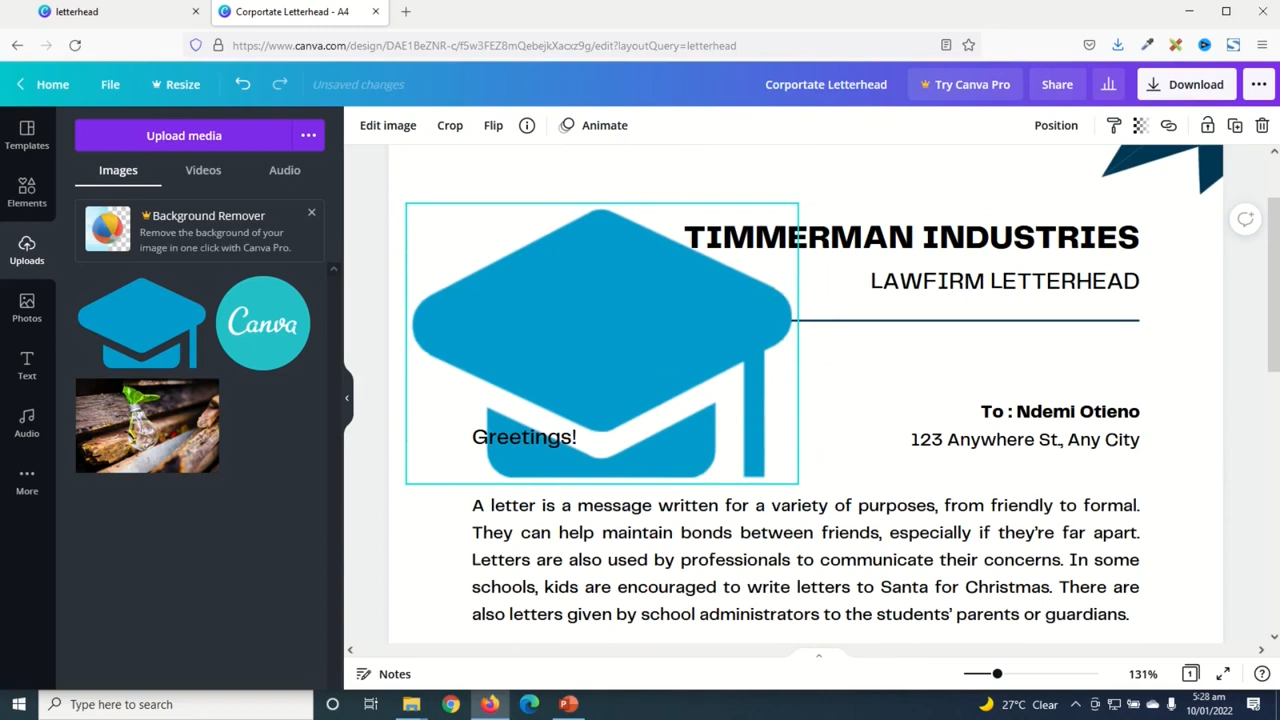 letterhead
Corportate Letterhead - A4
https://www.canva.com/design/DAE1BeZNR-c/f5w3FEZ8mQebejkXacxz9g/edit?layoutQuery=letterhead
Home
File
Resize
Unsaved changes
Corportate Letterhead
Try Canva Pro
Share
Download
Templates
Elements
Uploads
Photos
Text
Audio
More
Upload media
Images
Videos
Audio
Background Remover
Remove the background of your
image in one click with Canva Pro.
Canva
Edit image
Crop
Flip
Animate
Position
TIMMERMAN INDUSTRIES
LAWFIRM LETTERHEAD
To : Ndemi Otieno
123 Anywhere St., Any City
Greetings!
A letter is a message written for a variety of purposes, from friendly to formal.
They can help maintain bonds between friends, especially if they're far apart.
Letters are also used by professionals to communicate their concerns. In some
schools, kids are encouraged to write letters to Santa for Christmas. There are
also letters given by school administrators to the students' parents or guardians.
Notes
131%
1
Type here to search
27°C Clear
5:28 am
10/01/2022